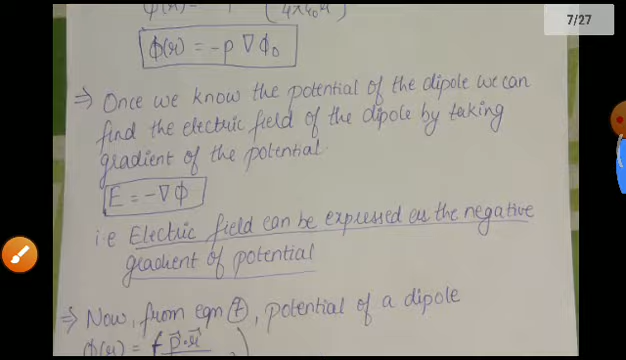 7/27
ϕ(r) = -p ∇ϕ₀
⇒ Once we know the potential of the dipole we can
find the electric field of the dipole by taking
gradient of the potential.
E = -∇ϕ
i.e Electric field can be expressed as the negative
gradient of potential
⇒ Now, from eqn (7), potential of a dipole
ϕ(r) =